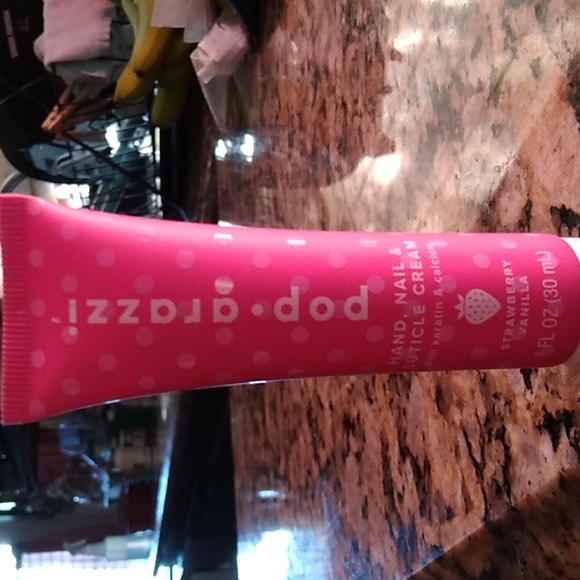 pop•arazzi
HAND, NAIL &
CUTICLE CREAM
with keratin & calcium
STRAWBERRY
VANILLA
1 FL OZ (30 mL)